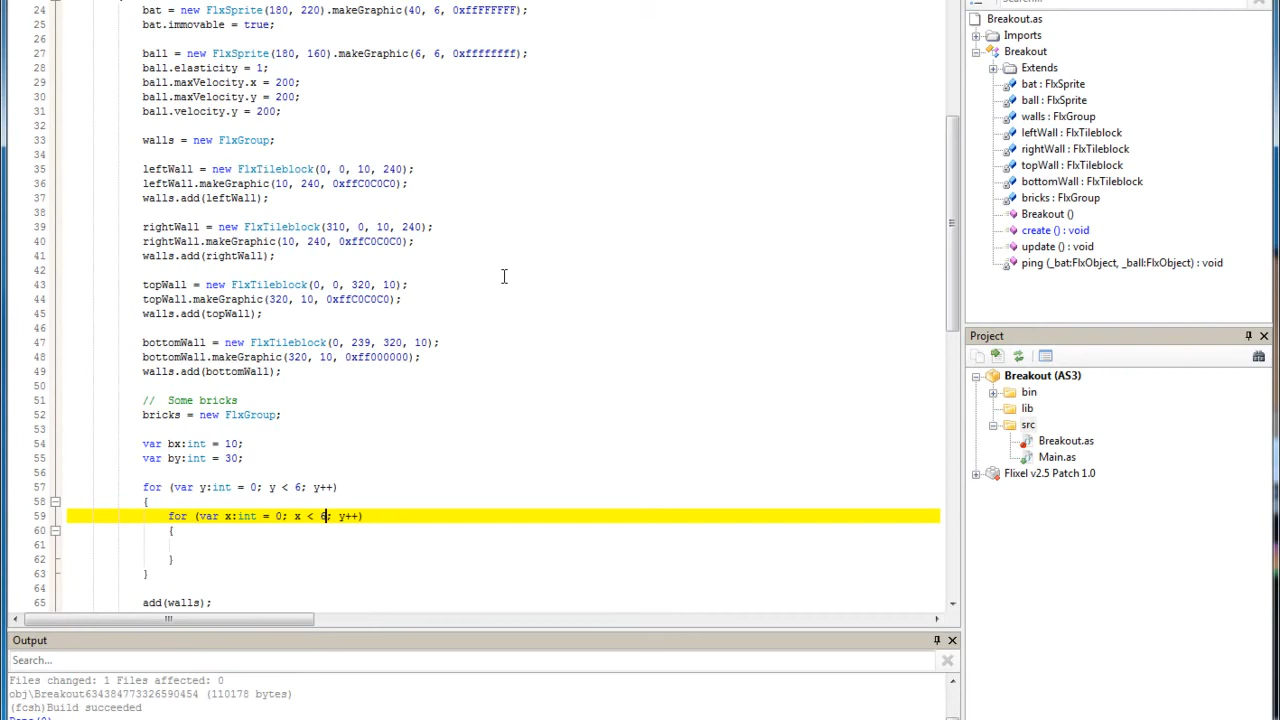 24 bat = new FlxSprite(180, 220).makeGraphic(40, 6, 0xffFFFFFF);
25 bat.immovable = true;
26
27 ball = new FlxSprite(180, 160).makeGraphic(6, 6, 0xffffffff);
28 ball.elasticity = 1;
29 ball.maxVelocity.x = 200;
30 ball.maxVelocity.y = 200;
31 ball.velocity.y = 200;
32
33 walls = new FlxGroup;
34
35 leftWall = new FlxTileblock(0, 0, 10, 240);
36 leftWall.makeGraphic(10, 240, 0xffC0C0C0);
37 walls.add(leftWall);
38
39 rightWall = new FlxTileblock(310, 0, 10, 240);
40 rightWall.makeGraphic(10, 240, 0xffC0C0C0);
41 walls.add(rightWall);
42
43 topWall = new FlxTileblock(0, 0, 320, 10);
44 topWall.makeGraphic(320, 10, 0xffC0C0C0);
45 walls.add(topWall);
46
47 bottomWall = new FlxTileblock(0, 239, 320, 10);
48 bottomWall.makeGraphic(320, 10, 0xff000000);
49 walls.add(bottomWall);
50
51 // Some bricks
52 bricks = new FlxGroup;
53
54 var bx:int = 10;
55 var by:int = 30;
56
57 for (var y:int = 0; y < 6; y++)
58 {
59 for (var x:int = 0; x < 6; y++)
60 {
61
62 }
63 }
64
65 add(walls);
Output
Search...
Files changed: 1 Files affected: 0
obj\Breakout634384773326590454 (110178 bytes)
(fcsh)Build succeeded
Done(0)
Breakout.as
Imports
Breakout
Extends
bat : FlxSprite
ball : FlxSprite
walls : FlxGroup
leftWall : FlxTileblock
rightWall : FlxTileblock
topWall : FlxTileblock
bottomWall : FlxTileblock
bricks : FlxGroup
Breakout ()
create () : void
update () : void
ping (_bat:FlxObject, _ball:FlxObject) : void
Project
Breakout (AS3)
bin
lib
src
Breakout.as
Main.as
Flixel v2.5 Patch 1.0